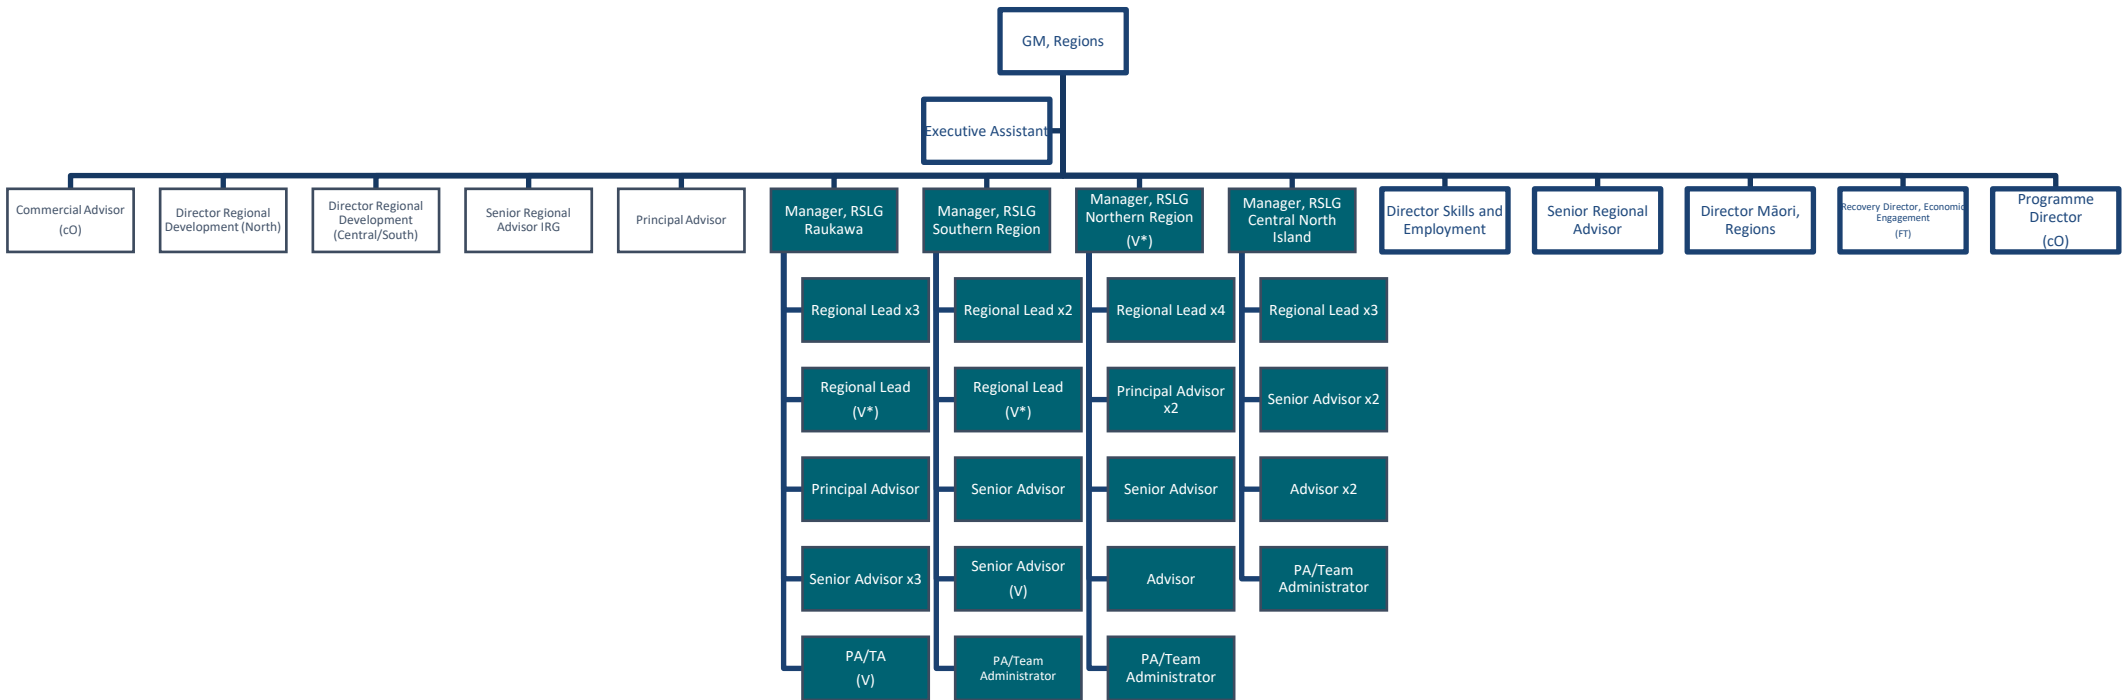 GM, Regions
Executive Assistant
Commercial Advisor
(cO)
Director Regional
Development (North)
Director Regional
Development
(Central/South)
Senior Regional
Advisor IRG
Principal Advisor
Manager, RSLG
Raukawa
Manager, RSLG
Southern Region
Manager, RSLG
Northern Region
(V*)
Manager, RSLG
Central North
Island
Director Skills and
Employment
Senior Regional
Advisor
Director Māori,
Regions
Recovery Director, Economic
Engagement
(FT)
Programme
Director
(cO)
Regional Lead x3
Regional Lead x2
Regional Lead x4
Regional Lead x3
Regional Lead
(V*)
Regional Lead
(V*)
Principal Advisor
x2
Senior Advisor x2
Principal Advisor
Senior Advisor
Senior Advisor
Advisor x2
Senior Advisor x3
Senior Advisor
(V)
Advisor
PA/Team
Administrator
PA/TA
(V)
PA/Team
Administrator
PA/Team
Administrator